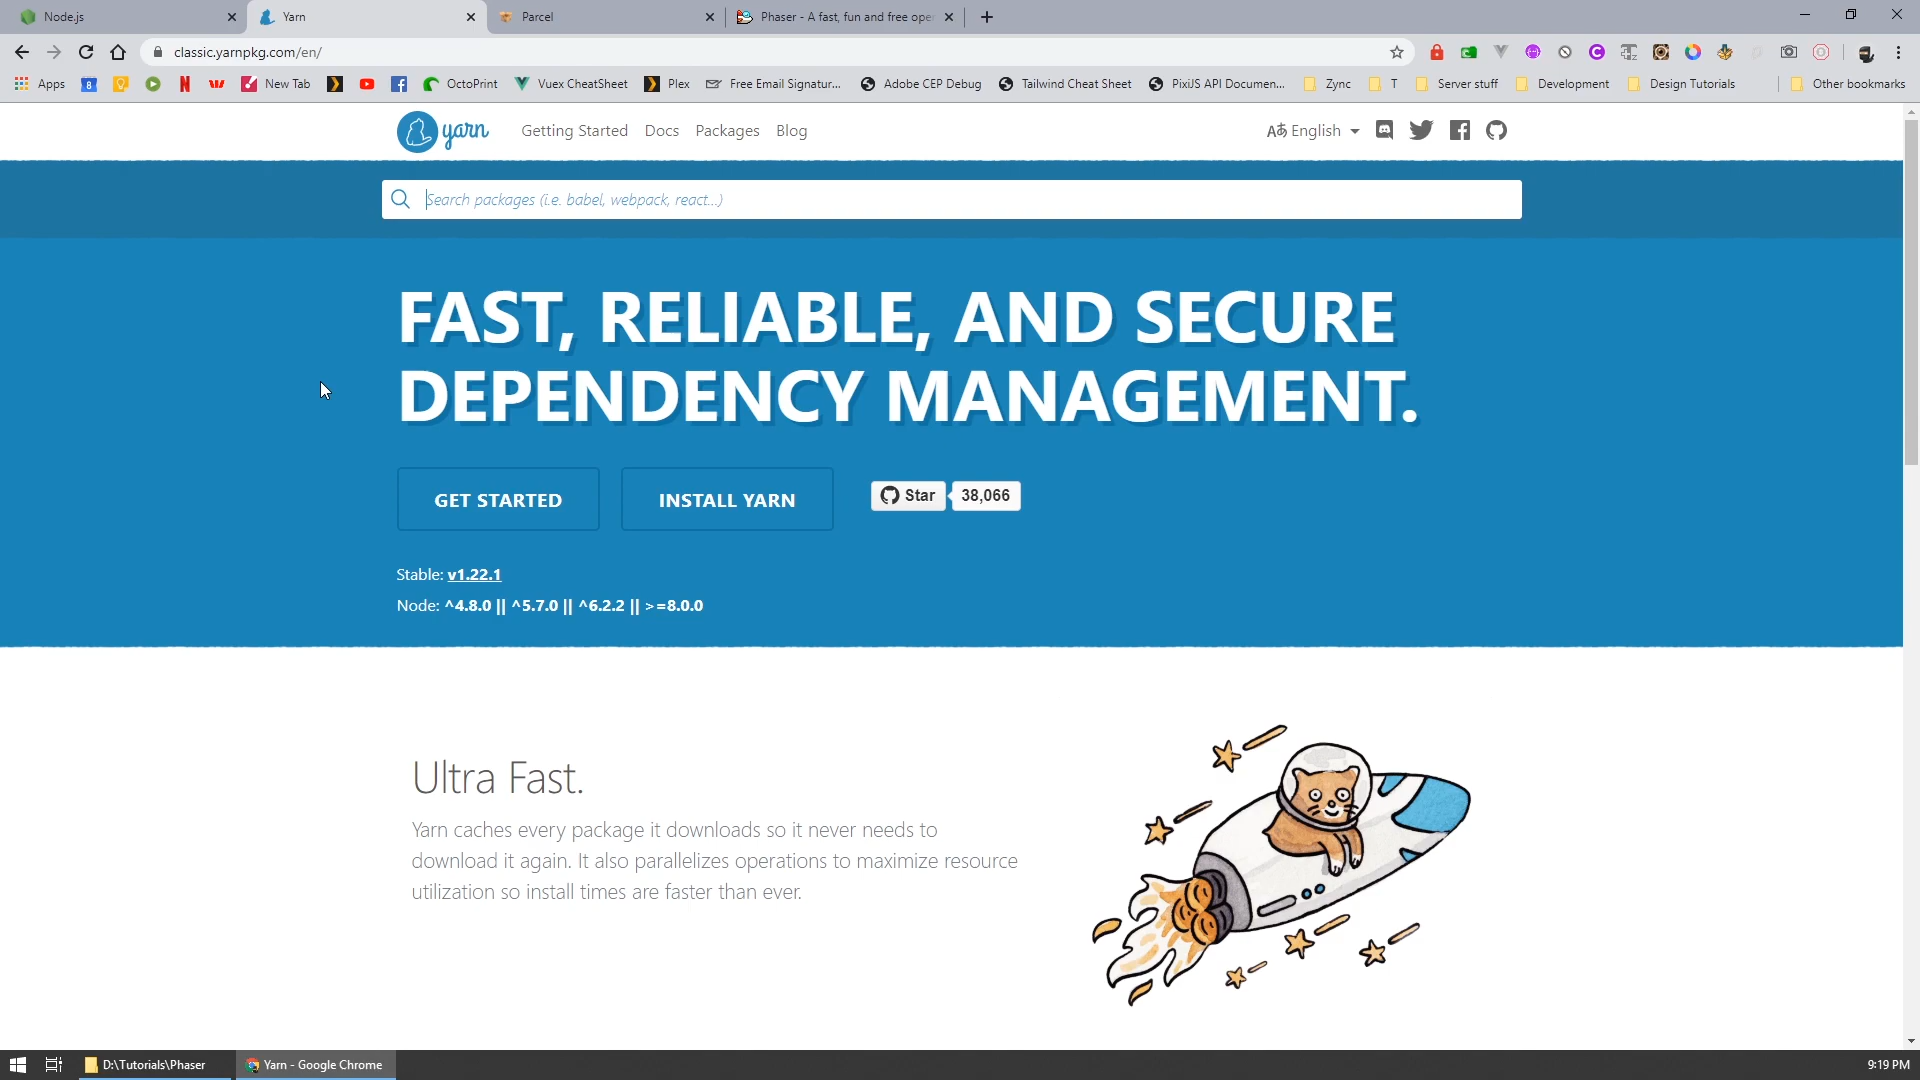 Node.js
Yarn
Parcel
Phaser - A fast, fun and free ope
classic.yarnpkg.com/en/
Apps
8
New Tab
OctoPrint
Vuex CheatSheet
Plex
Free Email Signatur...
Adobe CEP Debug
Tailwind Cheat Sheet
PixiJS API Documen...
Zync
T
Server stuff
Development
Design Tutorials
Other bookmarks
yarn
Getting Started
Docs
Packages
Blog
English
Search packages (i.e. babel, webpack, react...)
FAST, RELIABLE, AND SECURE
DEPENDENCY MANAGEMENT.
GET STARTED
INSTALL YARN
Star
38,066
Stable: v1.22.1
Node: ^4.8.0 || ^5.7.0 || ^6.2.2 || >=8.0.0
Ultra Fast.
Yarn caches every package it downloads so it never needs to
download it again. It also parallelizes operations to maximize resource
utilization so install times are faster than ever.
D:\Tutorials\Phaser
Yarn - Google Chrome
9:19 PM